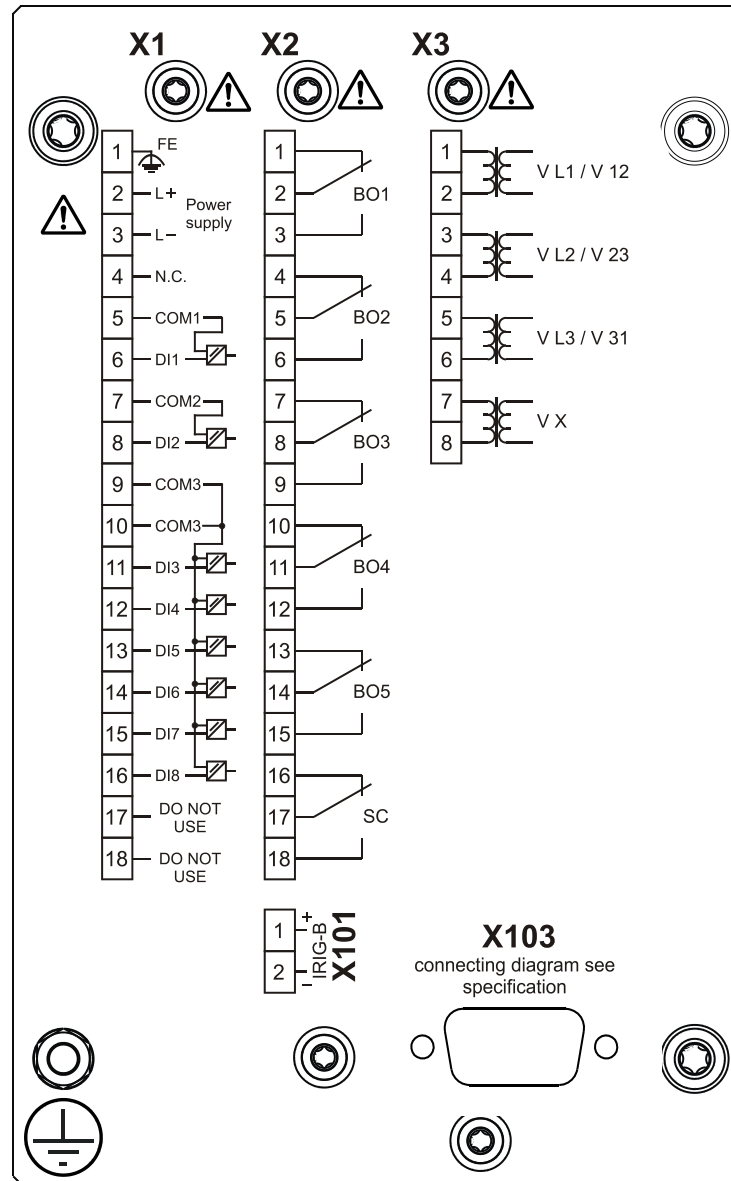 X1 X2 X3
1 FE
2 L+ Power
supply
3 L−
4 N.C.
5 COM1
6 DI1
7 COM2
8 DI2
9 COM3
10 COM3
11 DI3
12 DI4
13 DI5
14 DI6
15 DI7
16 DI8
17 DO NOT
USE
18 DO NOT
USE
1
2 BO1
3
4
5 BO2
6
7
8 BO3
9
10
11 BO4
12
13
14 BO5
15
16
17 SC
18
1 V L1 / V 12
2
3 V L2 / V 23
4
5 V L3 / V 31
6
7 V X
8
1 +
2 −
IRIG-B
X101
X103
connecting diagram see
specification